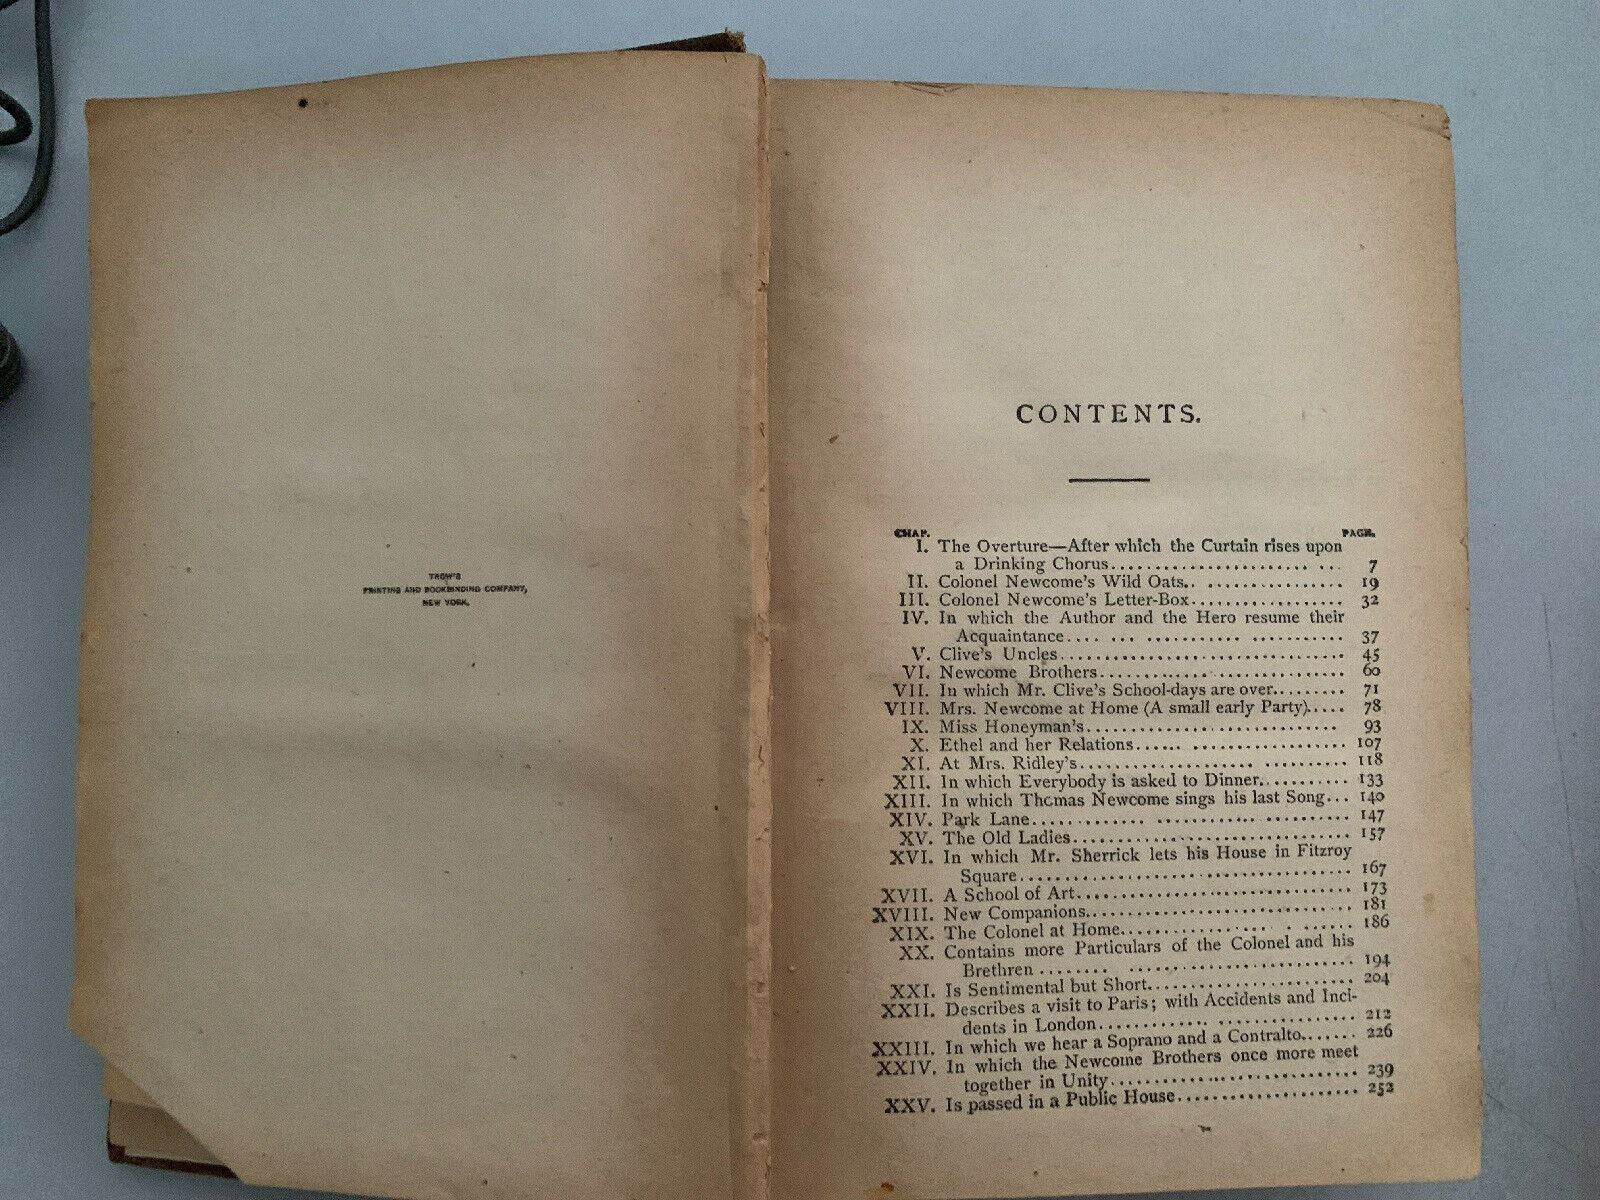 TROW'S
PRINTING AND BOOKBINDING COMPANY,
NEW YORK.
CONTENTS.
CHAP. PAGE.
I. The Overture—After which the Curtain rises upon
a Drinking Chorus........................ .. 7
II. Colonel Newcome's Wild Oats.. ................ 19
III. Colonel Newcome's Letter-Box.................. 32
IV. In which the Author and the Hero resume their
Acquaintance.... ... ........... ........... 37
V. Clive's Uncles.................................. 45
VI. Newcome Brothers............................. 60
VII. In which Mr. Clive's School-days are over......... 71
VIII. Mrs. Newcome at Home (A small early Party)..... 78
IX. Miss Honeyman's.............................. 93
X. Ethel and her Relations...... .................. 107
XI. At Mrs. Ridley's.................... .......... 118
XII. In which Everybody is asked to Dinner........... 133
XIII. In which Thomas Newcome sings his last Song... 140
XIV. Park Lane............. ............ .......... 147
XV. The Old Ladies................................ 157
XVI. In which Mr. Sherrick lets his House in Fitzroy
Square...................................... 167
XVII. A School of Art................................ 173
XVIII. New Companions.............................. 181
XIX. The Colonel at Home................ . ...... 186
XX. Contains more Particulars of the Colonel and his
Brethren ........ ......................... 194
XXI. Is Sentimental but Short........................ 204
XXII. Describes a visit to Paris; with Accidents and Inci-
dents in London............. ............... 212
XXIII. In which we hear a Soprano and a Contralto....... 226
XXIV. In which the Newcome Brothers once more meet
together in Unity............................ 239
XXV. Is passed in a Public House..................... 252